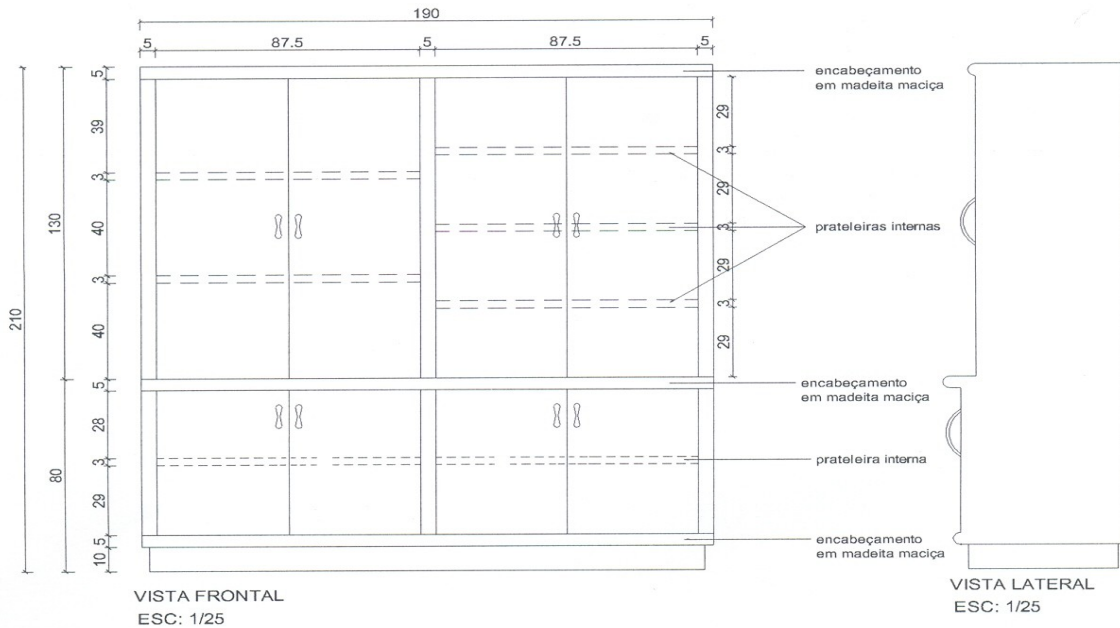 190
5 87.5 5 87.5 5
5
39
3
40
3
40
130
210
5
28
3
29
80
5
10
29
3
29
3
29
3
29
encabeçamento
em madeita maciça
prateleiras internas
encabeçamento
em madeita maciça
prateleira interna
encabeçamento
em madeita maciça
VISTA FRONTAL
ESC: 1/25
VISTA LATERAL
ESC: 1/25